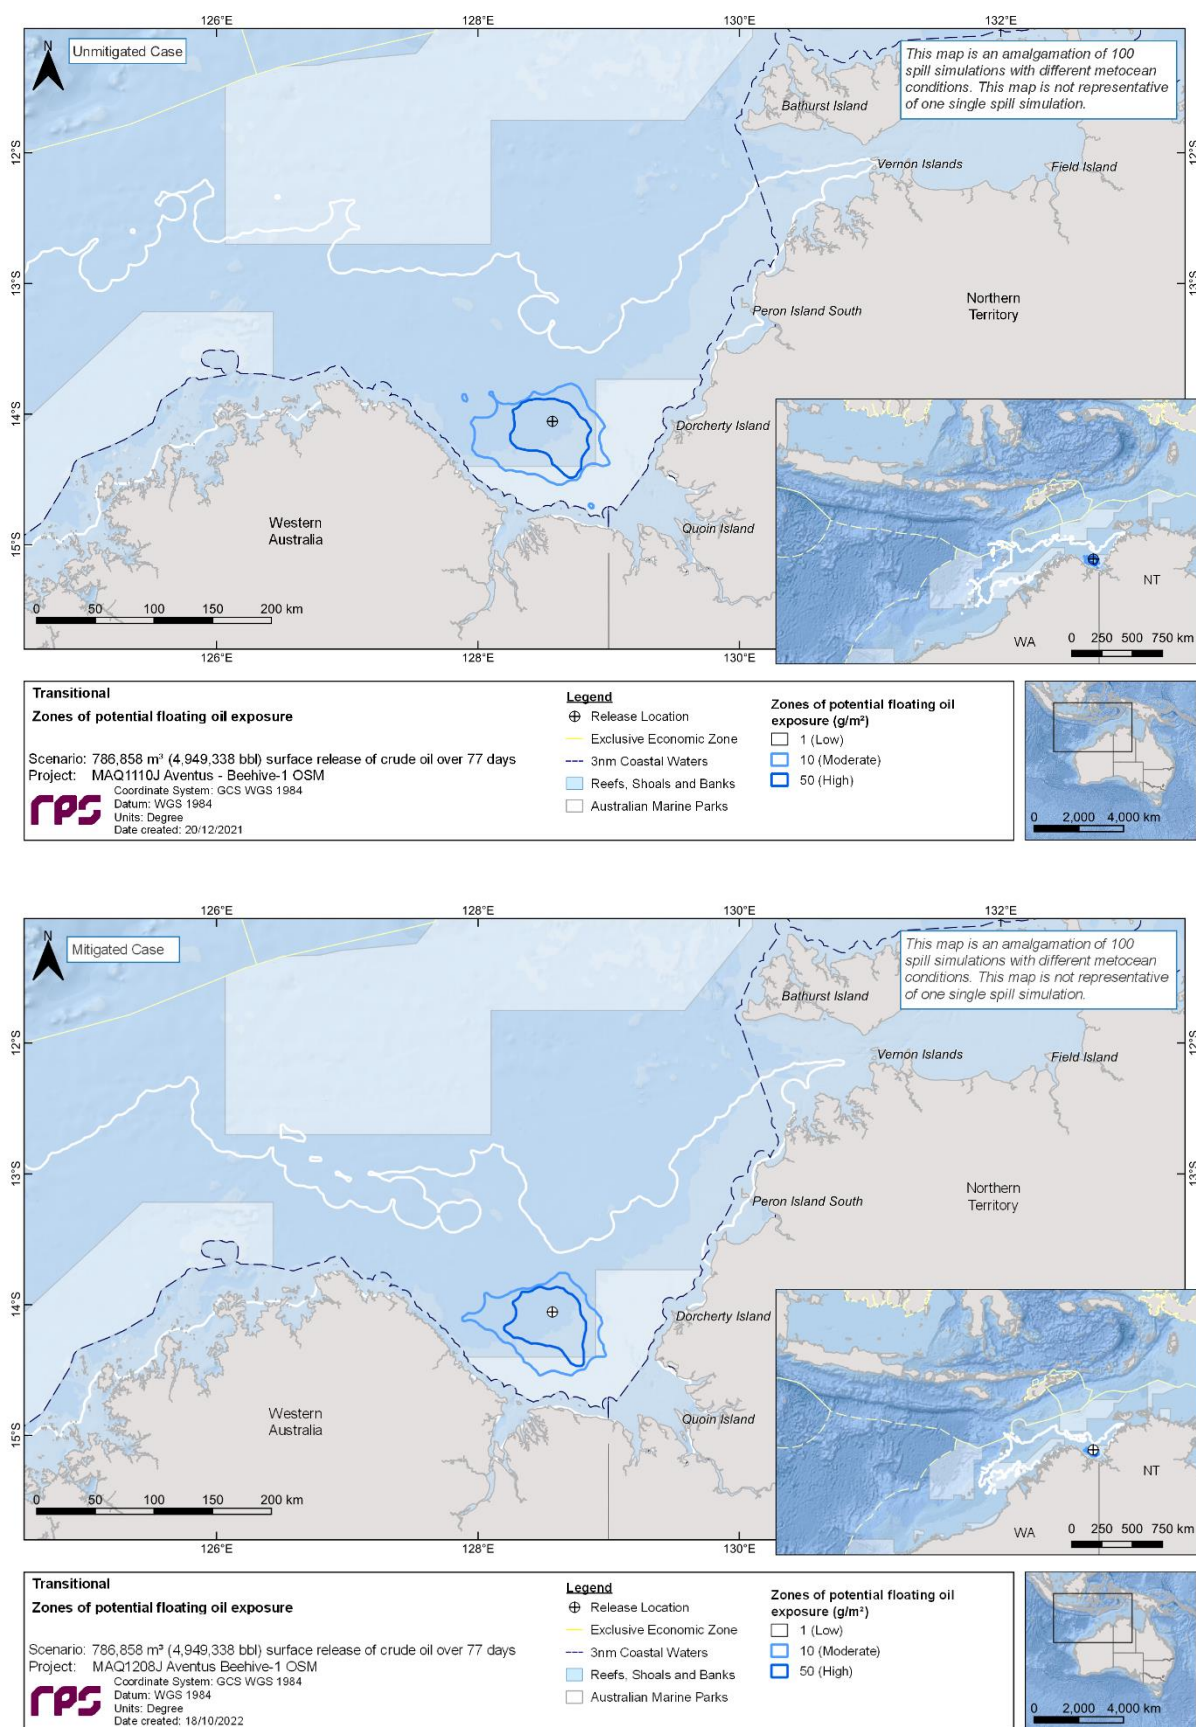 126°E
128°E
130°E
132°E
N
Unmitigated Case
This map is an amalgamation of 100
spill simulations with different metocean
conditions. This map is not representative
of one single spill simulation.
Bathurst Island
12°S
12°S
Vernon Islands
Field Island
13°S
13°S
Peron Island South
Northern
Territory
14°S
Dorcherty Island
Western
Australia
Quoin Island
15°S
0 50 100 150 200 km
NT
WA
0 250 500 750 km
126°E
128°E
130°E
Transitional
Zones of potential floating oil exposure
Scenario: 786,858 m³ (4,949,338 bbl) surface release of crude oil over 77 days
Project: MAQ1110J Aventus - Beehive-1 OSM
rps
Coordinate System: GCS WGS 1984
Datum: WGS 1984
Units: Degree
Date created: 20/12/2021
Legend
Release Location
Exclusive Economic Zone
3nm Coastal Waters
Reefs, Shoals and Banks
Australian Marine Parks
Zones of potential floating oil
exposure (g/m²)
1 (Low)
10 (Moderate)
50 (High)
0 2,000 4,000 km
126°E
128°E
130°E
132°E
N
Mitigated Case
This map is an amalgamation of 100
spill simulations with different metocean
conditions. This map is not representative
of one single spill simulation.
Bathurst Island
12°S
12°S
Vernon Islands
Field Island
13°S
13°S
Peron Island South
Northern
Territory
14°S
Dorcherty Island
Western
Australia
Quoin Island
15°S
0 50 100 150 200 km
NT
WA
0 250 500 750 km
126°E
128°E
130°E
Transitional
Zones of potential floating oil exposure
Scenario: 786,858 m³ (4,949,338 bbl) surface release of crude oil over 77 days
Project: MAQ1208J Aventus Beehive-1 OSM
rps
Coordinate System: GCS WGS 1984
Datum: WGS 1984
Units: Degree
Date created: 18/10/2022
Legend
Release Location
Exclusive Economic Zone
3nm Coastal Waters
Reefs, Shoals and Banks
Australian Marine Parks
Zones of potential floating oil
exposure (g/m²)
1 (Low)
10 (Moderate)
50 (High)
0 2,000 4,000 km